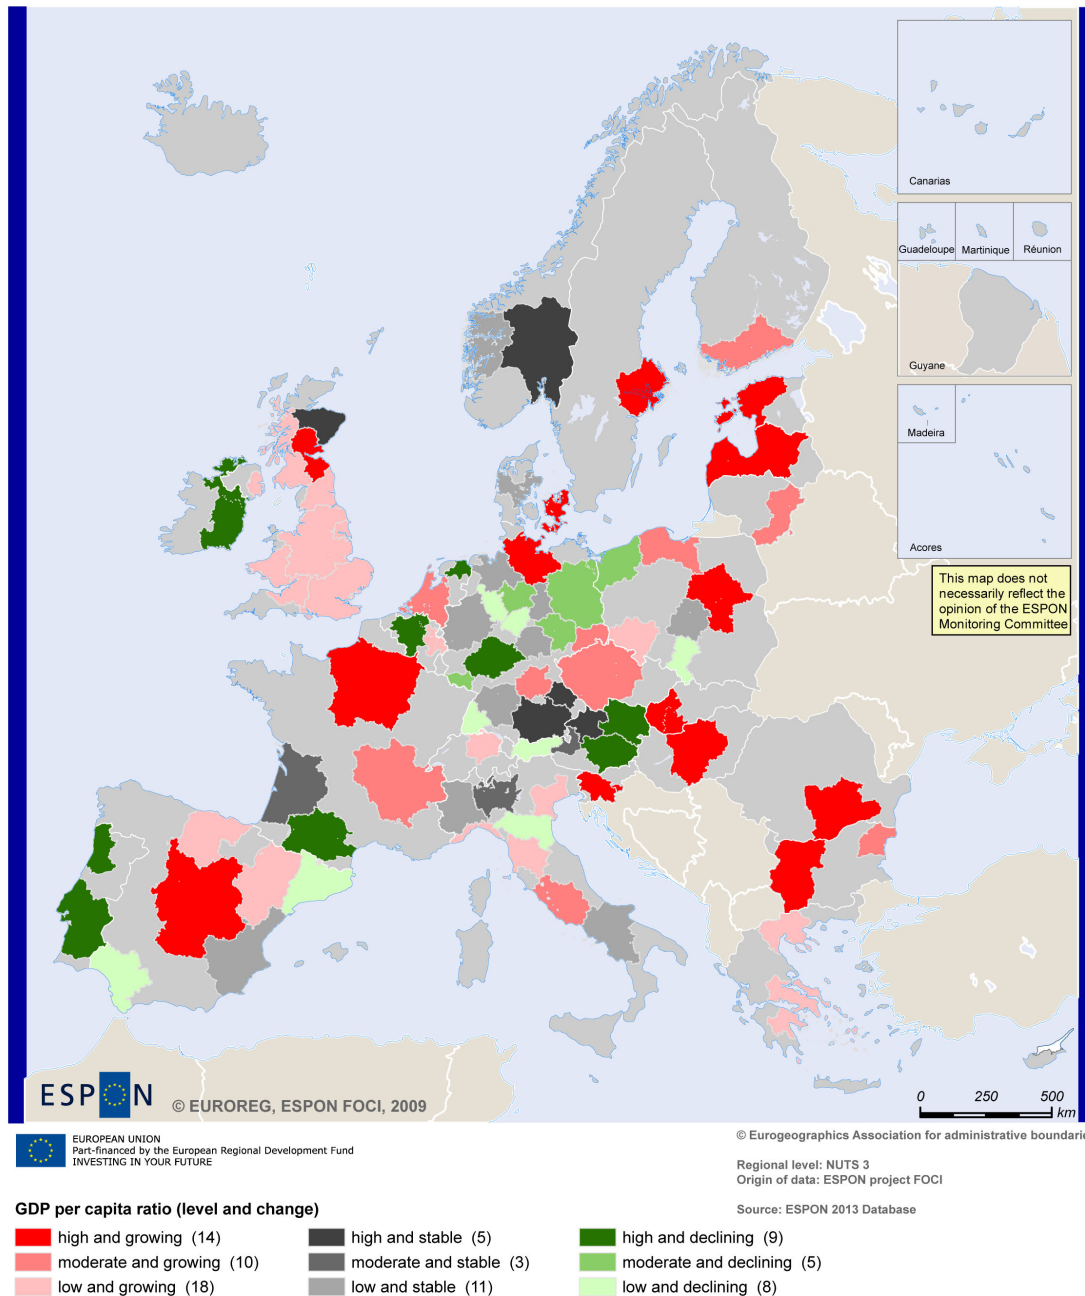 Canarias
Guadeloupe
Martinique
Réunion
Guyane
Madeira
Acores
This map does not
necessarily reflect the
opinion of the ESPON
Monitoring Committee
ESPON
© EUROREG, ESPON FOCI, 2009
0 250 500
km
EUROPEAN UNION
Part-financed by the European Regional Development Fund
INVESTING IN YOUR FUTURE
© Eurogeographics Association for administrative boundarie
Regional level: NUTS 3
Origin of data: ESPON project FOCI
Source: ESPON 2013 Database
GDP per capita ratio (level and change)
high and growing (14)
moderate and growing (10)
low and growing (18)
high and stable (5)
moderate and stable (3)
low and stable (11)
high and declining (9)
moderate and declining (5)
low and declining (8)